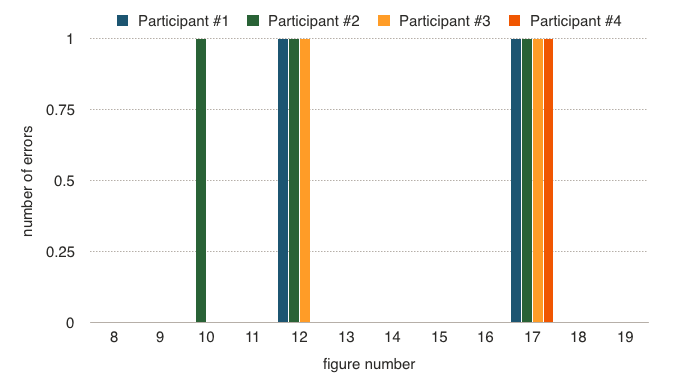 Participant #1 Participant #2 Participant #3 Participant #4
1
0.75
0.5
0.25
0
number of errors
8 9 10 11 12 13 14 15 16 17 18 19
figure number